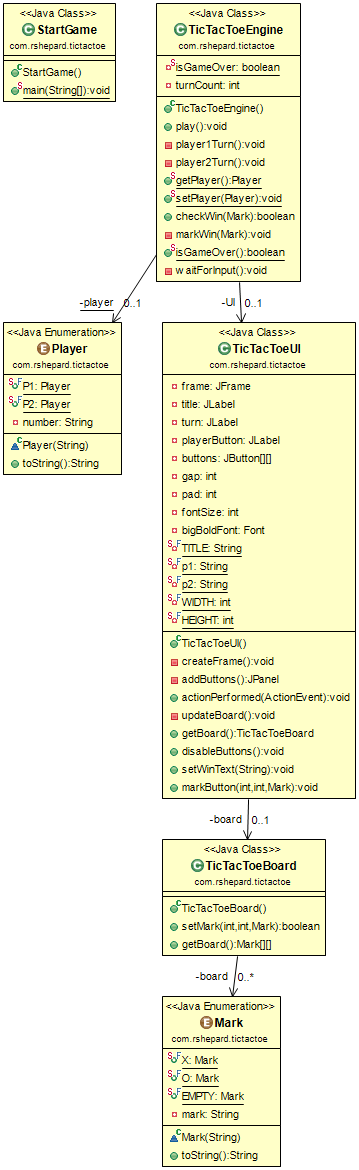 <<Java Class>>
StartGame
com.rshepard.tictactoe
StartGame()
main(String[]):void
<<Java Class>>
TicTacToeEngine
com.rshepard.tictactoe
isGameOver: boolean
turnCount: int
TicTacToeEngine()
play():void
player1Turn():void
player2Turn():void
getPlayer():Player
setPlayer(Player):void
checkWin(Mark):boolean
markWin(Mark):void
isGameOver():boolean
waitForInput():void
-player 0..1
-UI 0..1
<<Java Enumeration>>
Player
com.rshepard.tictactoe
P1: Player
P2: Player
number: String
Player(String)
toString():String
<<Java Class>>
TicTacToeUI
com.rshepard.tictactoe
frame: JFrame
title: JLabel
turn: JLabel
playerButton: JLabel
buttons: JButton[][]
gap: int
pad: int
fontSize: int
bigBoldFont: Font
TITLE: String
p1: String
p2: String
WIDTH: int
HEIGHT: int
TicTacToeUI()
createFrame():void
addButtons():JPanel
actionPerformed(ActionEvent):void
updateBoard():void
getBoard():TicTacToeBoard
disableButtons():void
setWinText(String):void
markButton(int,int,Mark):void
-board 0..1
<<Java Class>>
TicTacToeBoard
com.rshepard.tictactoe
TicTacToeBoard()
setMark(int,int,Mark):boolean
getBoard():Mark[][]
-board 0..*
<<Java Enumeration>>
Mark
com.rshepard.tictactoe
X: Mark
O: Mark
EMPTY: Mark
mark: String
Mark(String)
toString():String